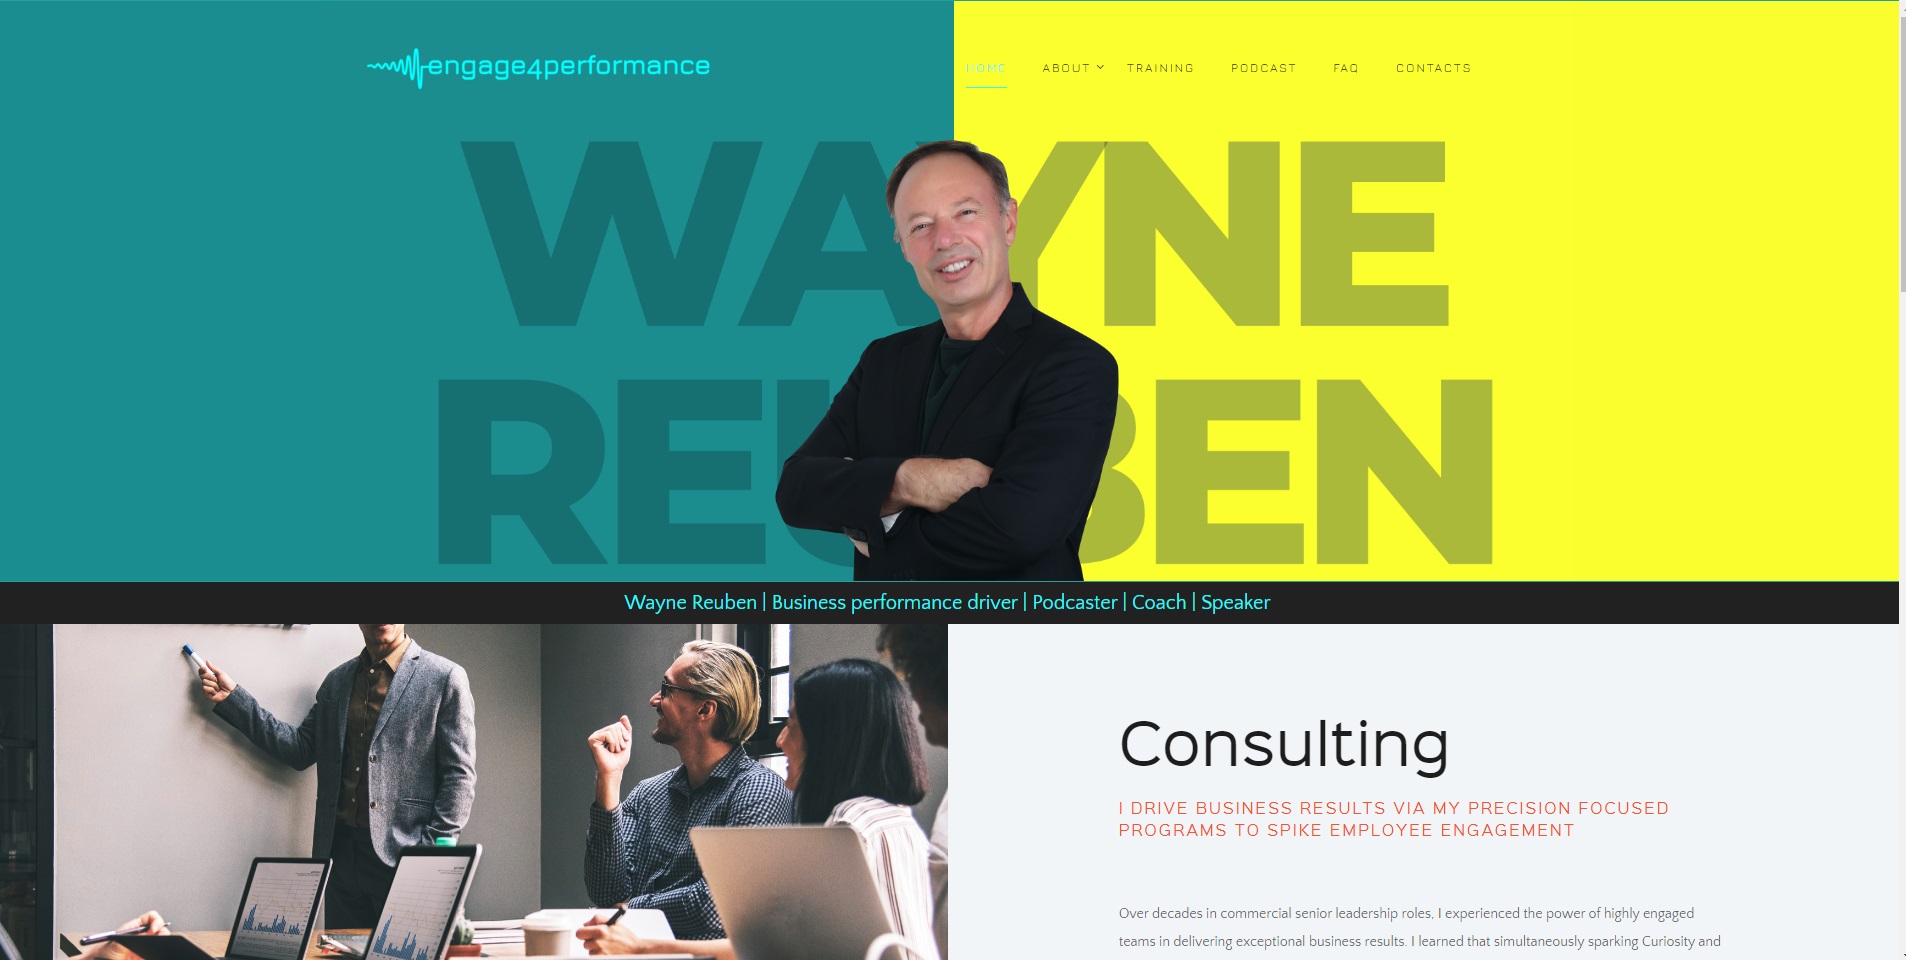 engage4performance
HOME ABOUT TRAINING PODCAST FAQ CONTACTS
WAYNE
REUBEN
Wayne Reuben | Business performance driver | Podcaster | Coach | Speaker
Consulting
I DRIVE BUSINESS RESULTS VIA MY PRECISION FOCUSED
PROGRAMS TO SPIKE EMPLOYEE ENGAGEMENT
Over decades in commercial senior leadership roles, I experienced the power of highly engaged
teams in delivering exceptional business results. I learned that simultaneously sparking Curiosity and